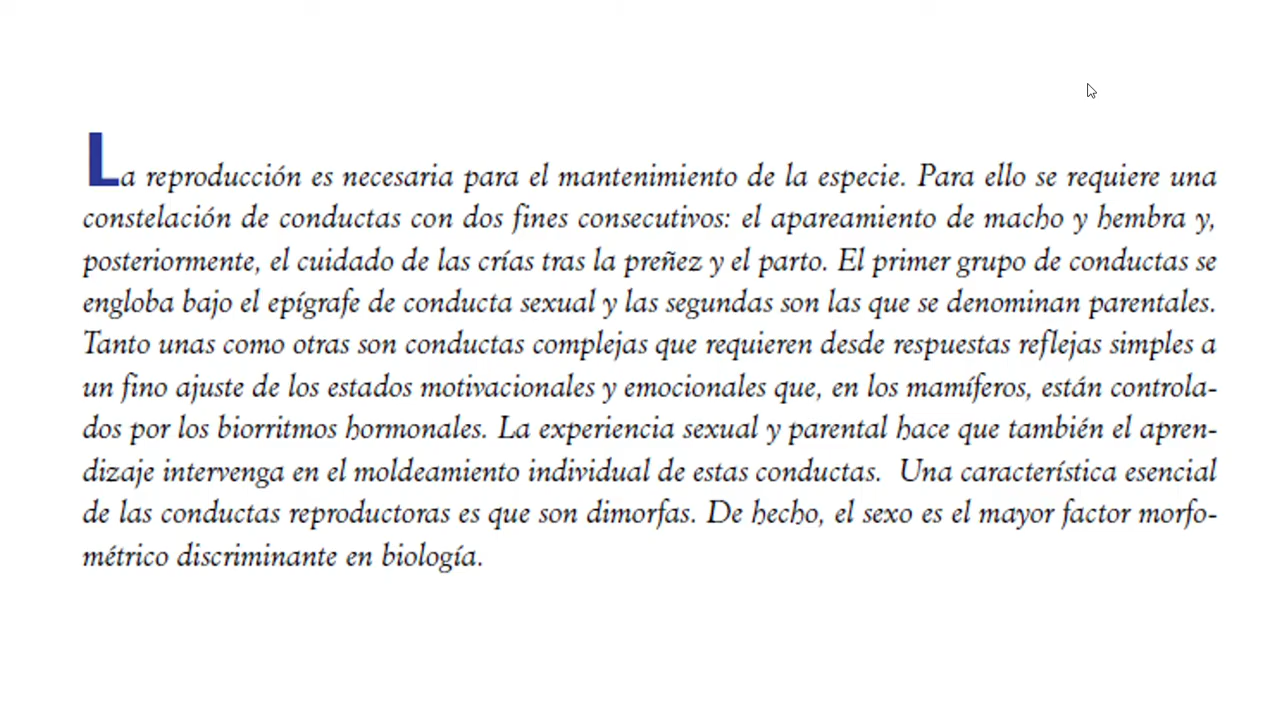 La reproducción es necesaria para el mantenimiento de la especie. Para ello se requiere una
constelación de conductas con dos fines consecutivos: el apareamiento de macho y hembra y,
posteriormente, el cuidado de las crías tras la preñez y el parto. El primer grupo de conductas se
engloba bajo el epígrafe de conducta sexual y las segundas son las que se denominan parentales.
Tanto unas como otras son conductas complejas que requieren desde respuestas reflejas simples a
un fino ajuste de los estados motivacionales y emocionales que, en los mamíferos, están controla-
dos por los biorritmos hormonales. La experiencia sexual y parental hace que también el apren-
dizaje intervenga en el moldeamiento individual de estas conductas.  Una característica esencial
de las conductas reproductoras es que son dimorfas. De hecho, el sexo es el mayor factor morfo-
métrico discriminante en biología.